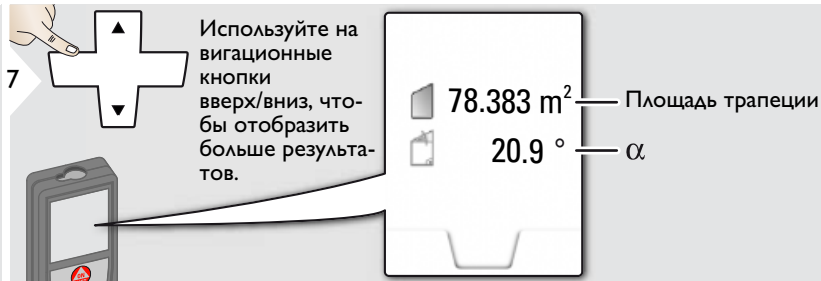 7
Используйте на
вигационные
кнопки
вверх/вниз, что-
бы отобразить
больше результа-
тов.
78.383 m²
Площадь трапеции
20.9 °
α